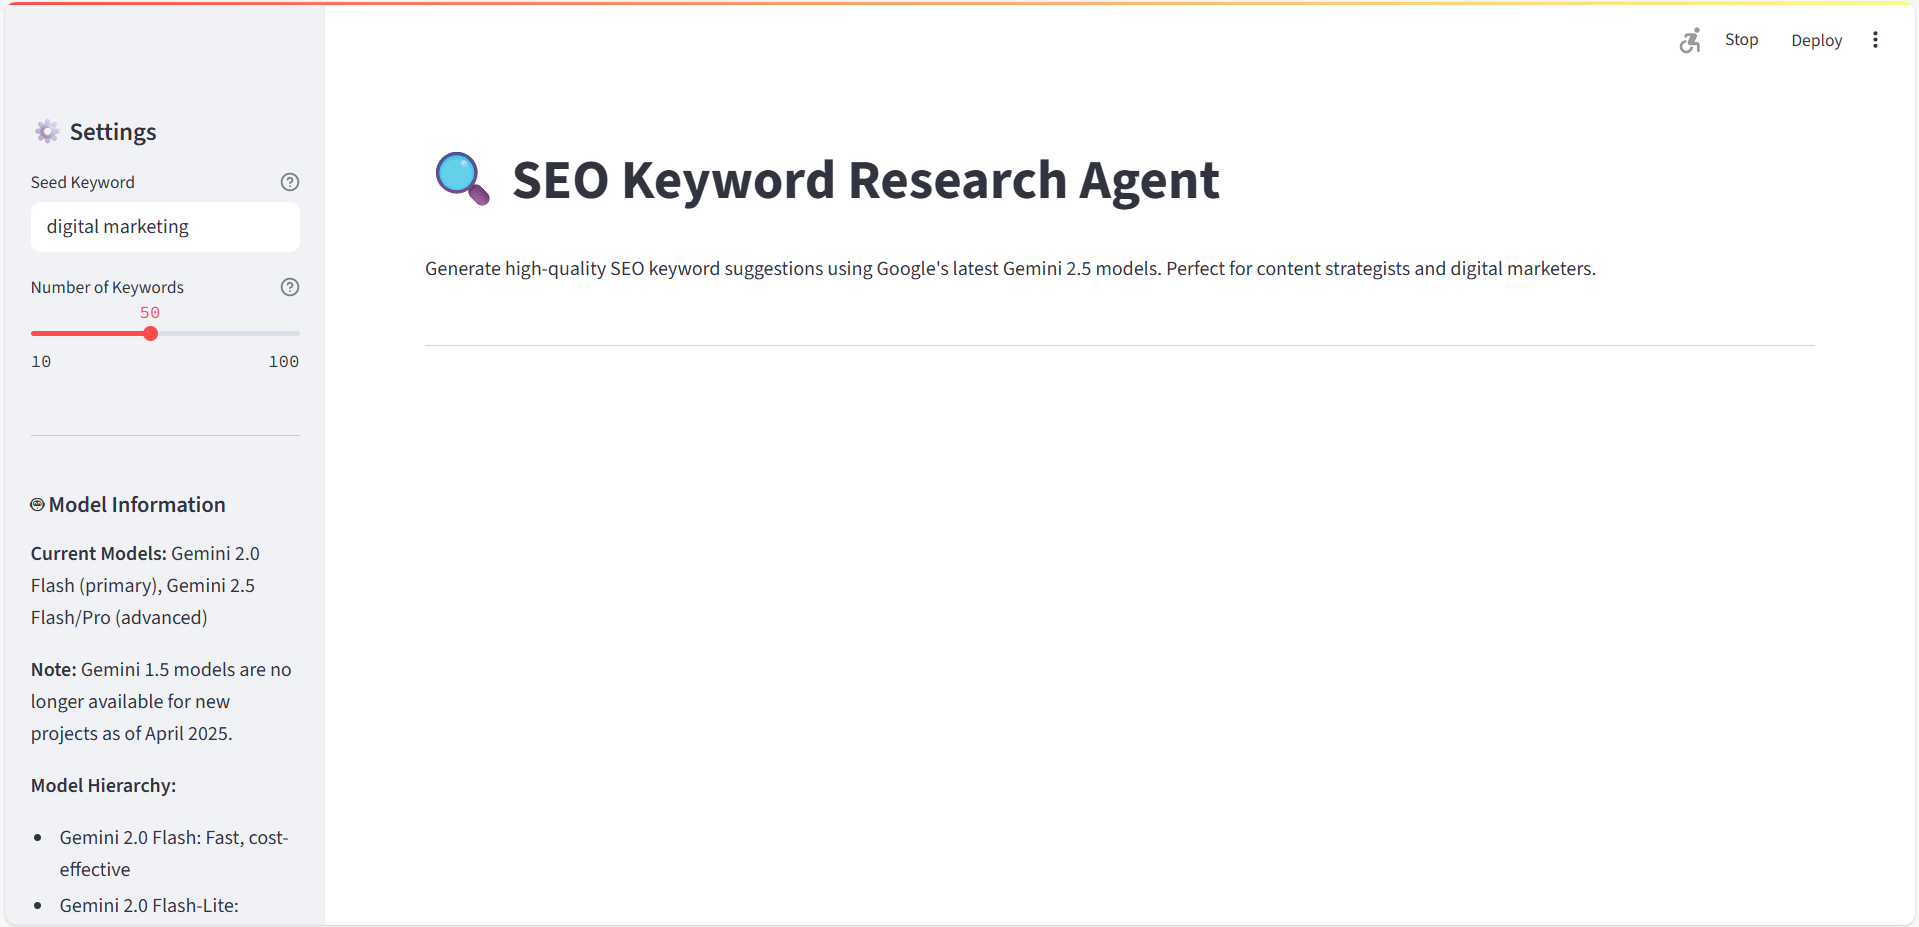 Stop
Deploy
Settings
Seed Keyword
digital marketing
Number of Keywords
50
10
100
Model Information
Current Models: Gemini 2.0
Flash (primary), Gemini 2.5
Flash/Pro (advanced)
Note: Gemini 1.5 models are no
longer available for new
projects as of April 2025.
Model Hierarchy:
• Gemini 2.0 Flash: Fast, cost-
effective
• Gemini 2.0 Flash-Lite:
SEO Keyword Research Agent
Generate high-quality SEO keyword suggestions using Google's latest Gemini 2.5 models. Perfect for content strategists and digital marketers.